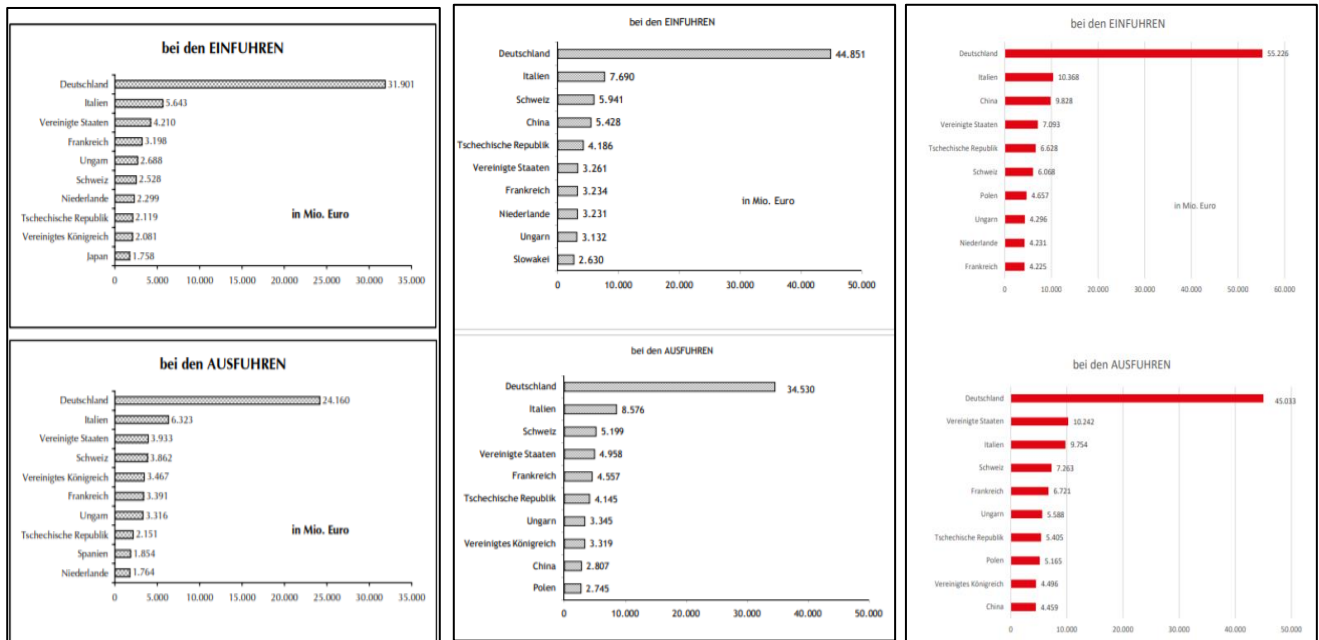 bei den EINFUHREN
Deutschland 31.901
Italien 5.643
Vereinigte Staaten 4.210
Frankreich 3.198
Ungarn 2.688
Schweiz 2.528
Niederlande 2.299
Tschechische Republik 2.119
Vereinigtes Königreich 2.081
Japan 1.758
in Mio. Euro
0 5.000 10.000 15.000 20.000 25.000 30.000 35.000
bei den AUSFUHREN
Deutschland 24.160
Italien 6.323
Vereinigte Staaten 3.933
Schweiz 3.862
Vereinigtes Königreich 3.467
Frankreich 3.391
Ungarn 3.316
Tschechische Republik 2.151
Spanien 1.854
Niederlande 1.764
in Mio. Euro
0 5.000 10.000 15.000 20.000 25.000 30.000 35.000
bei den EINFUHREN
Deutschland 44.851
Italien 7.690
Schweiz 5.941
China 5.428
Tschechische Republik 4.186
Vereinigte Staaten 3.261
Frankreich 3.234
Niederlande 3.231
Ungarn 3.132
Slowakei 2.630
in Mio. Euro
0 10.000 20.000 30.000 40.000 50.000
bei den AUSFUHREN
Deutschland 34.530
Italien 8.576
Schweiz 5.199
Vereinigte Staaten 4.958
Frankreich 4.557
Tschechische Republik 4.145
Ungarn 3.345
Vereinigtes Königreich 3.319
China 2.807
Polen 2.745
0 10.000 20.000 30.000 40.000 50.000
bei den EINFUHREN
Deutschland 55.226
Italien 10.368
China 9.828
Vereinigte Staaten 7.093
Tschechische Republik 6.628
Schweiz 6.068
Polen 4.657
Ungarn 4.296
Niederlande 4.231
Frankreich 4.225
in Mio. Euro
0 10.000 20.000 30.000 40.000 50.000 60.000
bei den AUSFUHREN
Deutschland 45.033
Vereinigte Staaten 10.242
Italien 9.754
Schweiz 7.263
Frankreich 6.721
Ungarn 5.588
Tschechische Republik 5.405
Polen 5.165
Vereinigtes Königreich 4.496
China 4.459
0 10.000 20.000 30.000 40.000 50.000